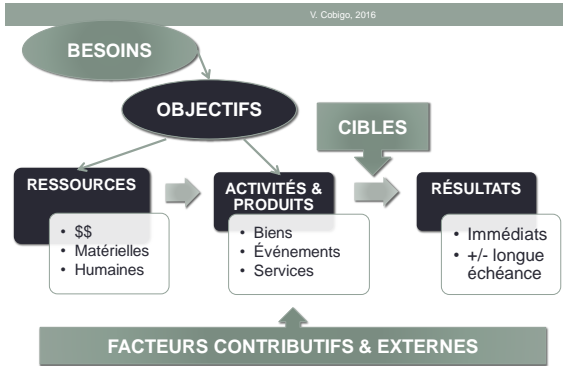 V. Cobigo, 2016
BESOINS
OBJECTIFS
CIBLES
RESSOURCES
• $$
• Matérielles
• Humaines
ACTIVITÉS &
PRODUITS
• Biens
• Événements
• Services
RÉSULTATS
• Immédiats
• +/- longue
échéance
FACTEURS CONTRIBUTIFS & EXTERNES